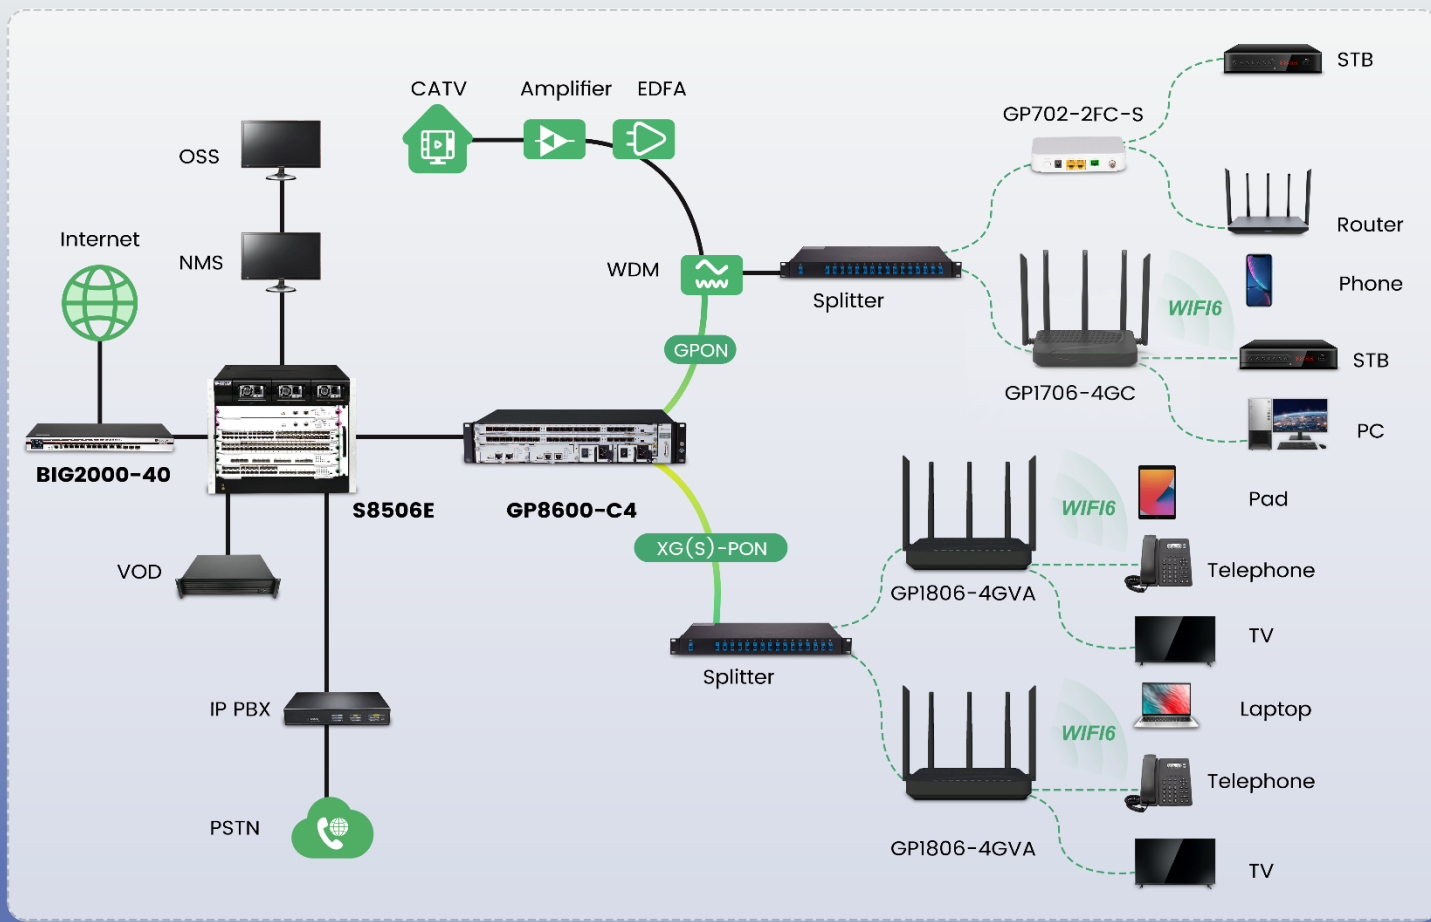 STB
CATV
Amplifier
EDFA
GP702-2FC-S
OSS
Router
Internet
NMS
WDM
Splitter
Phone
WIFI6
GPON
STB
GP1706-4GC
PC
BIG2000-40
S8506E
GP8600-C4
WIFI6
Pad
XG(S)-PON
VOD
Telephone
GP1806-4GVA
TV
Splitter
IP PBX
Laptop
WIFI6
Telephone
PSTN
GP1806-4GVA
TV